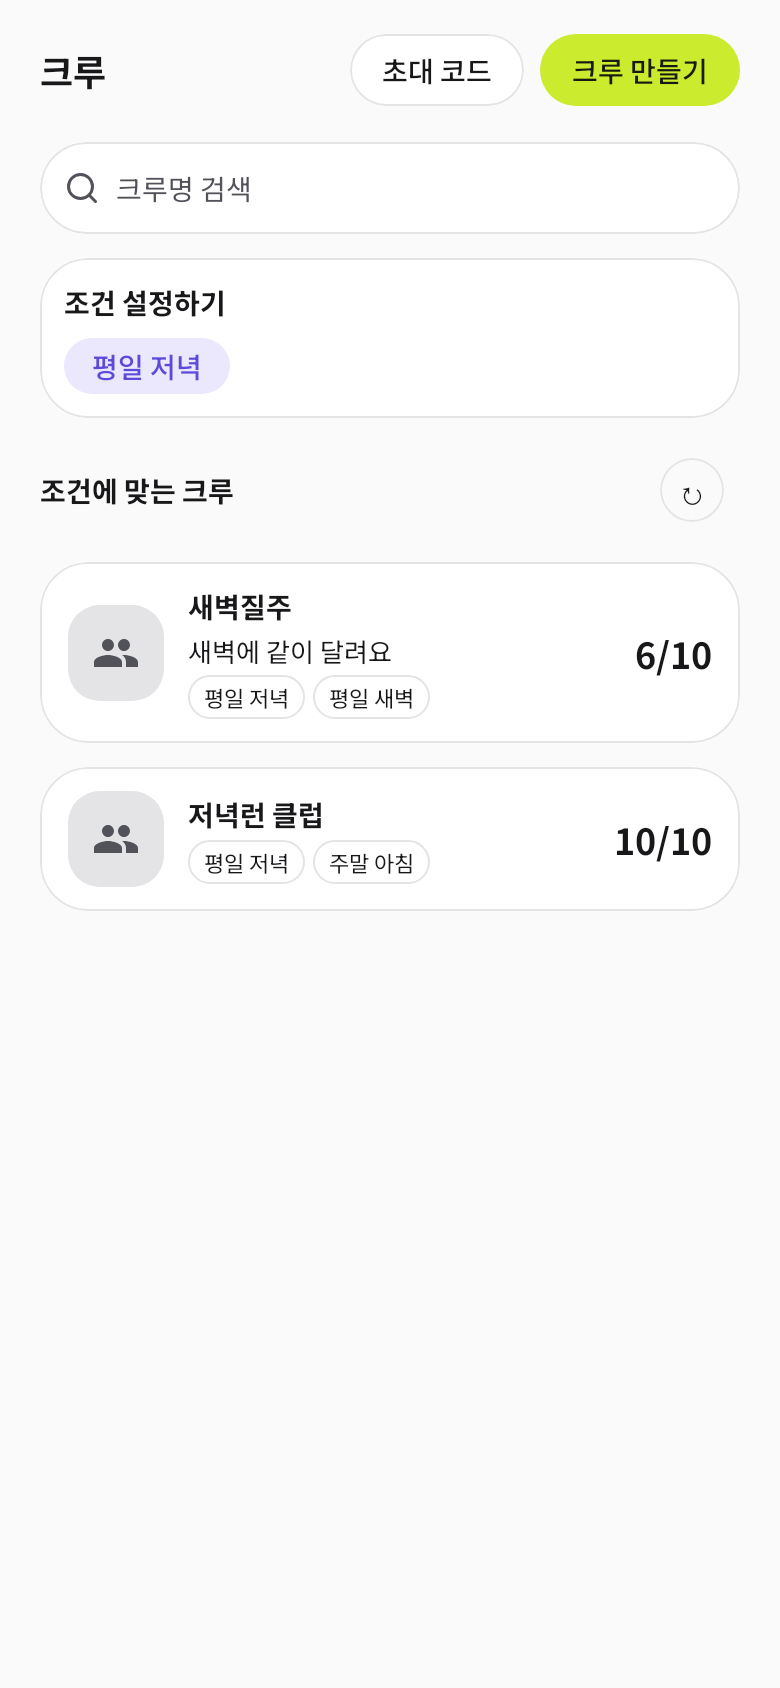 크루
초대 코드
크루 만들기
크루명 검색
조건 설정하기
평일 저녁
조건에 맞는 크루
새벽질주
새벽에 같이 달려요
평일 저녁
평일 새벽
6/10
저녁런 클럽
평일 저녁
주말 아침
10/10